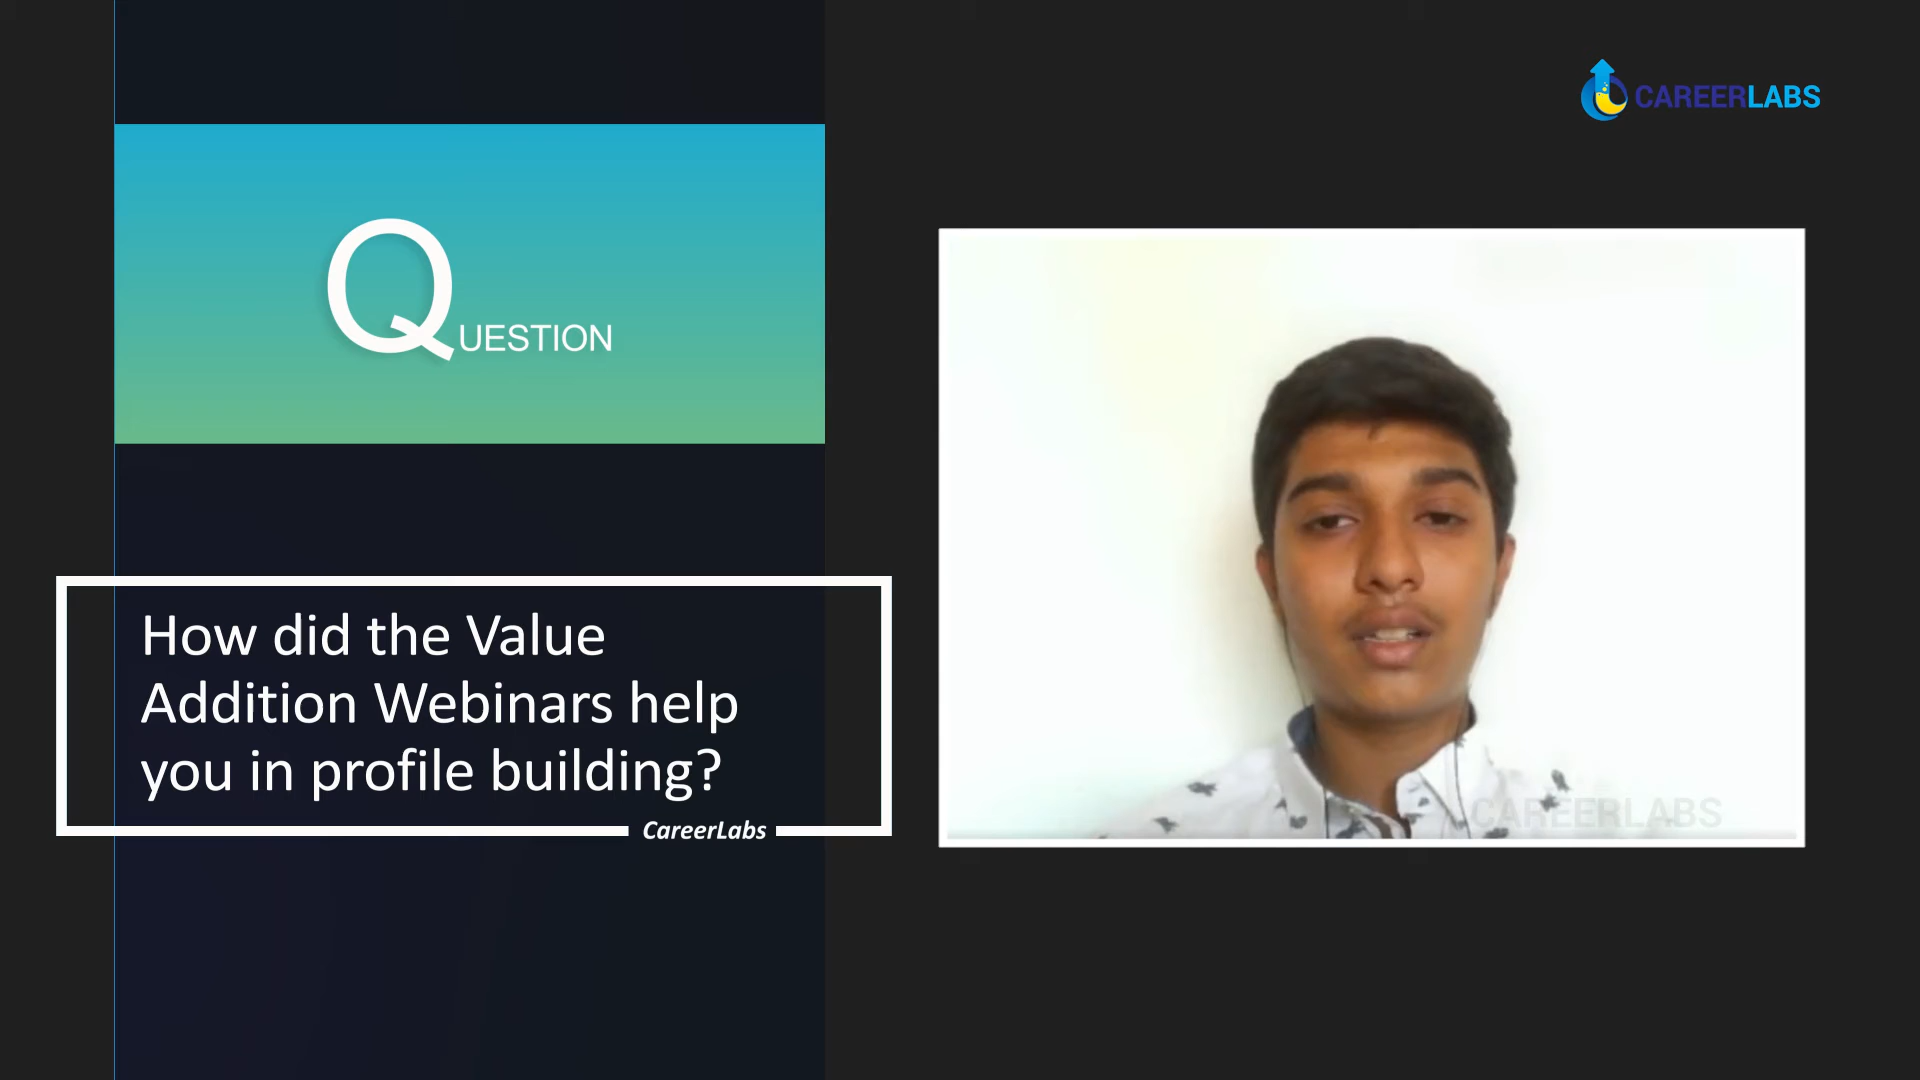 CAREERLABS
QUESTION
How did the Value
Addition Webinars help
you in profile building?
CareerLabs
CAREERLABS